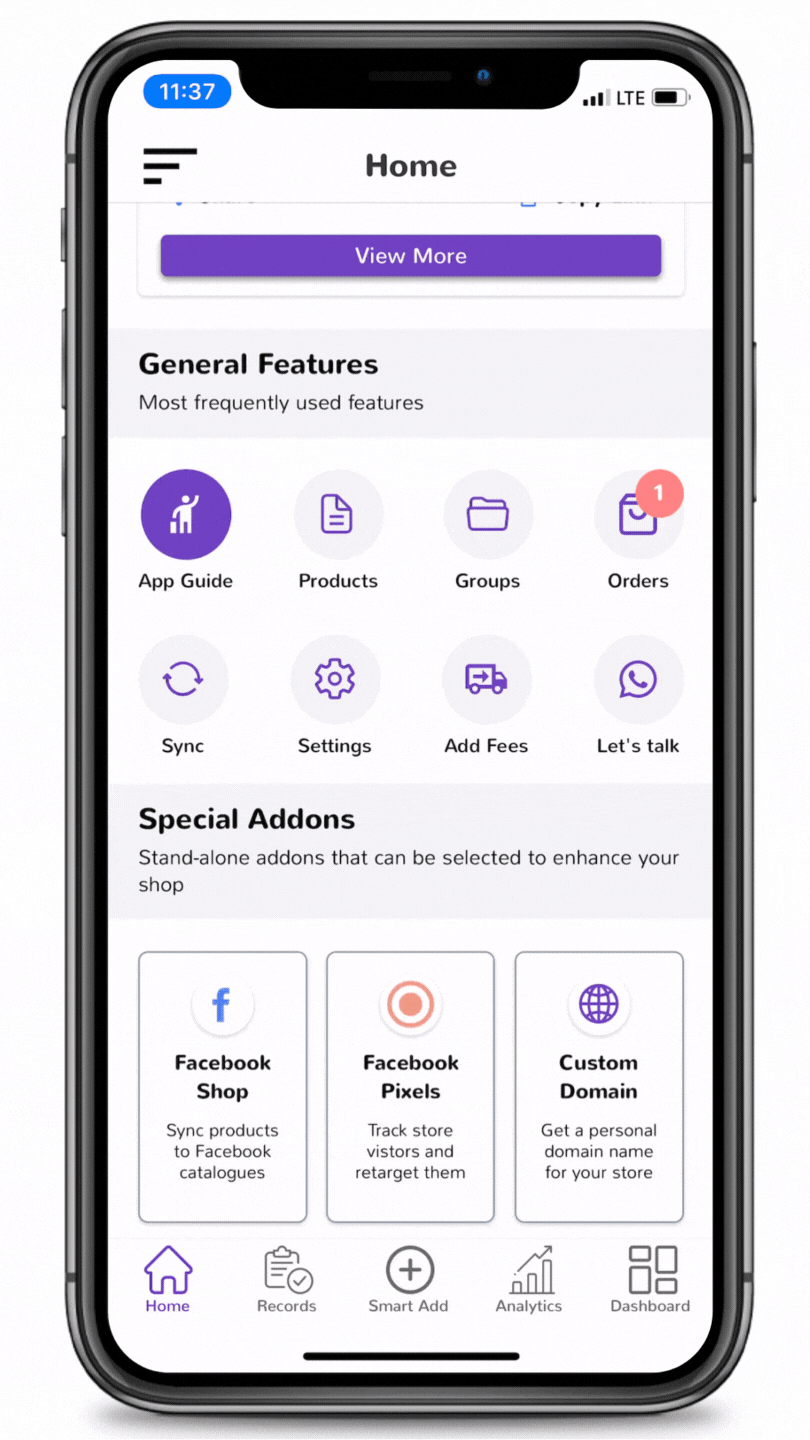 11:37
LTE
Home
View More
General Features
Most frequently used features
1
App Guide
Products
Groups
Orders
Sync
Settings
Add Fees
Let's talk
Special Addons
Stand-alone addons that can be selected to enhance your
shop
Facebook
Shop
Sync products
to Facebook
catalogues
Facebook
Pixels
Track store
vistors and
retarget them
Custom
Domain
Get a personal
domain name
for your store
Home
Records
Smart Add
Analytics
Dashboard